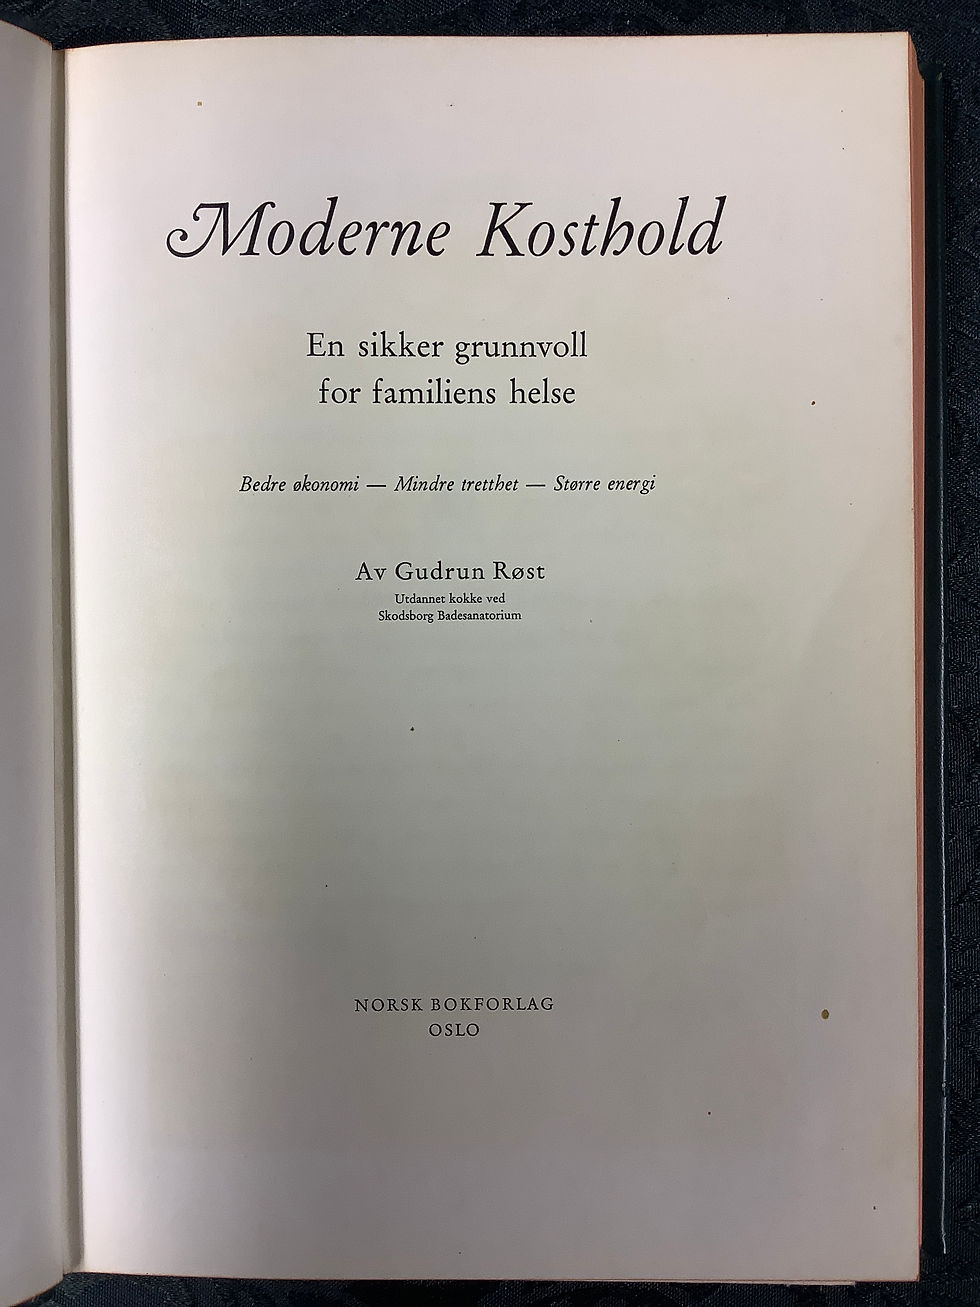 Moderne Kosthold
En sikker grunnvoll
for familiens helse
Bedre økonomi — Mindre tretthet — Større energi
Av Gudrun Røst
Utdannet kokke ved
Skodsborg Badesanatorium
NORSK BOKFORLAG
OSLO